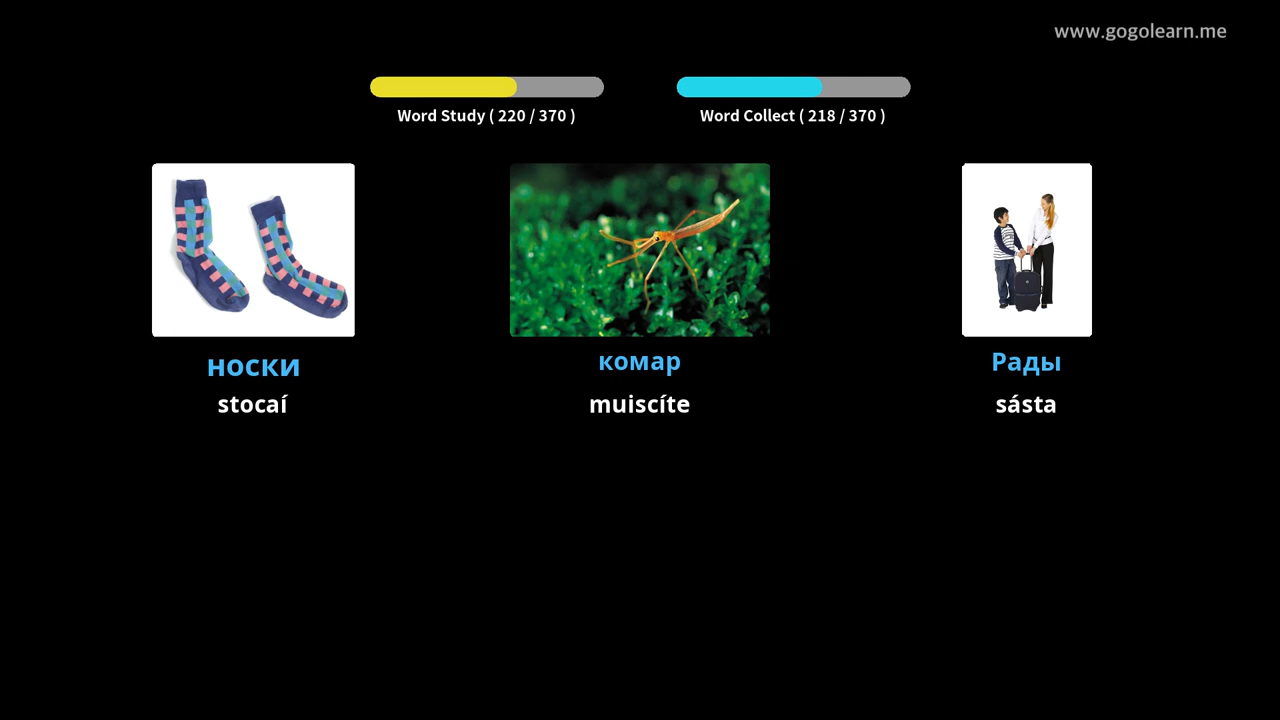 www.gogolearn.me
Word Study ( 220 / 370 )
Word Collect ( 218 / 370 )
носки
комар
Рады
stocaí
muiscíte
sásta